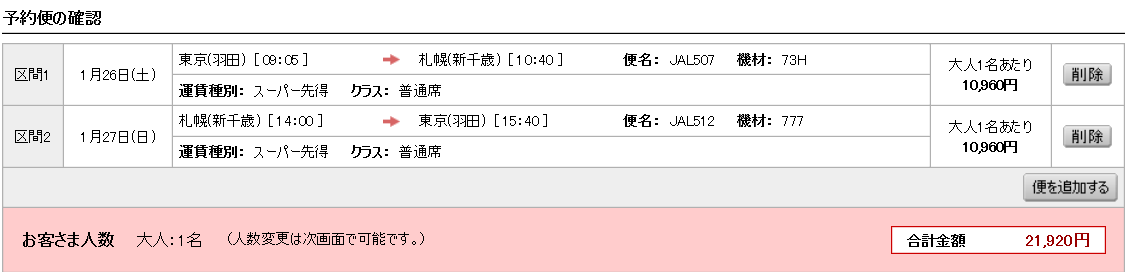 予約便の確認
区間1 1月26日(土) 東京(羽田) [09:05] → 札幌(新千歳) [10:40] 便名： JAL507 機材： 73H 大人1名あたり 10,960円 削除
運賃種別： スーパー先得 クラス： 普通席
区間2 1月27日(日) 札幌(新千歳) [14:00] → 東京(羽田) [15:40] 便名： JAL512 機材： 777 大人1名あたり 10,960円 削除
運賃種別： スーパー先得 クラス： 普通席
便を追加する
お客さま人数 大人：1名 （人数変更は次画面で可能です。） 合計金額 21,920円